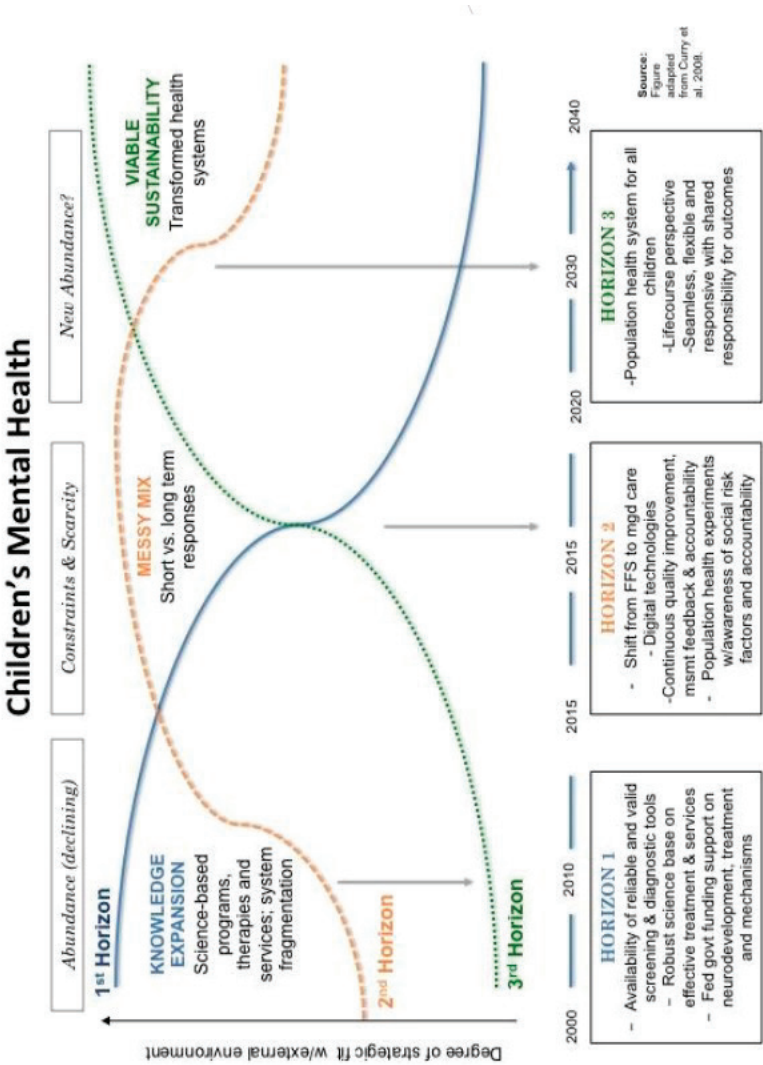 Children's Mental Health
Abundance (declining)
Constraints & Scarcity
New Abundance?
Degree of strategic fit w/external environment
1st Horizon
KNOWLEDGE
EXPANSION
Science-based
programs,
therapies and
services; system
fragmentation
2nd Horizon
3rd Horizon
MESSY MIX
Short vs. long term
responses
VIABLE
SUSTAINABILITY
Transformed health
systems
2000
2010
2015
2015
2020
2030
2040
HORIZON 1
– Availability of reliable and valid
screening & diagnostic tools
– Robust science base on
effective treatment & services
– Fed govt funding support on
neurodevelopment, treatment
and mechanisms
HORIZON 2
- Shift from FFS to mgd care
- Digital technologies
-Continuous quality improvement,
msmt feedback & accountability
- Population health experiments
w/awareness of social risk
factors and accountability
HORIZON 3
-Population health system for all
children
-Lifecourse perspective
-Seamless, flexible and
responsive with shared
responsibility for outcomes
Source:
Figure
adapted
from Curry et
al. 2008.